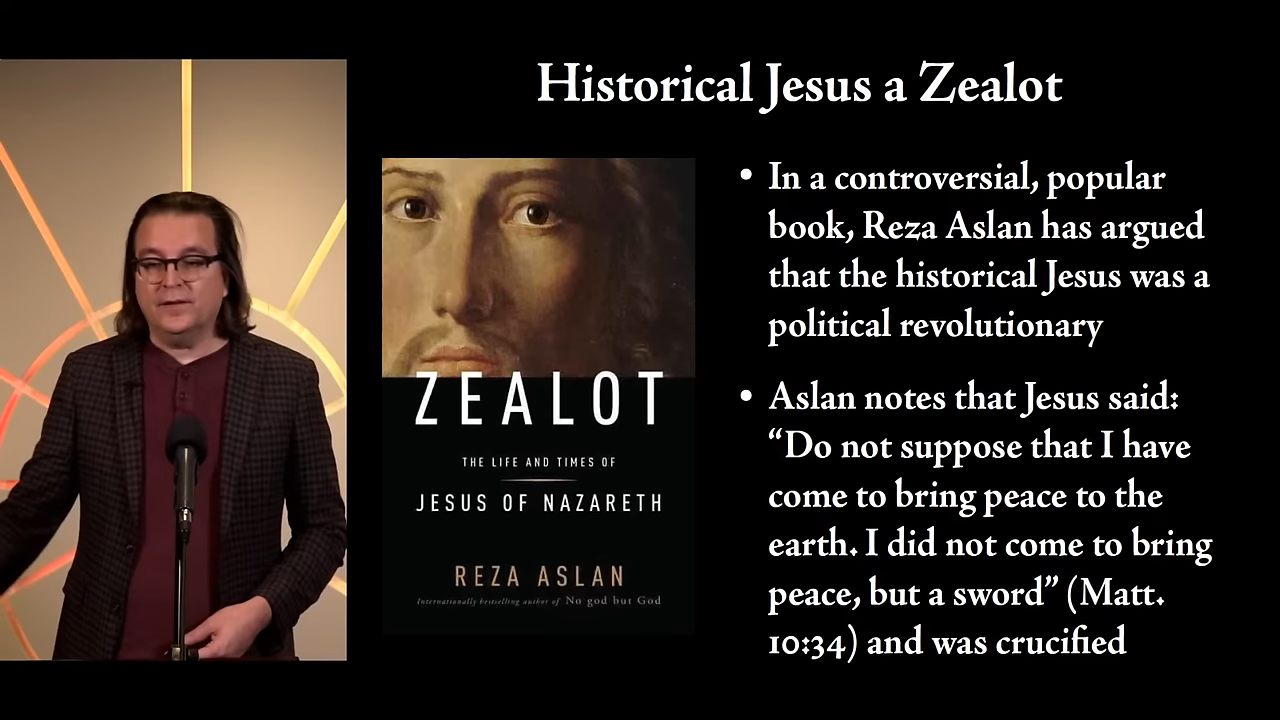 Historical Jesus a Zealot
ZEALOT
THE LIFE AND TIMES OF
JESUS OF NAZARETH
REZA ASLAN
Internationally bestselling author of No god but God
• In a controversial, popular
book, Reza Aslan has argued
that the historical Jesus was a
political revolutionary
• Aslan notes that Jesus said:
“Do not suppose that I have
come to bring peace to the
earth. I did not come to bring
peace, but a sword” (Matt.
10:34) and was crucified